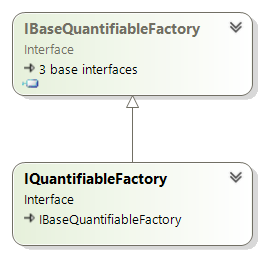 IBaseQuantifiableFactory
Interface
3 base interfaces
IQuantifiableFactory
Interface
IBaseQuantifiableFactory